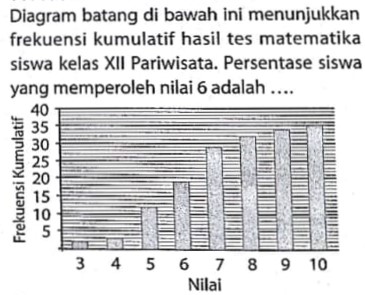 Diagram batang di bawah ini menunjukkan
frekuensi kumulatif hasil tes matematika
siswa kelas XII Pariwisata. Persentase siswa
yang memperoleh nilai 6 adalah ....
Frekuensi Kumulatif
40
35
30
25
20
15
10
5
3 4 5 6 7 8 9 10
Nilai